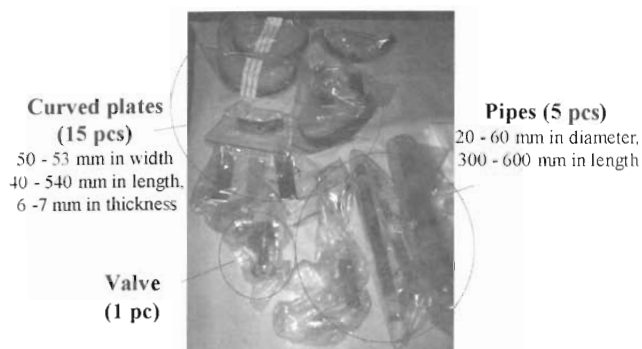 Curved plates
(15 pcs)
50 - 53 mm in width
40 - 540 mm in length,
6 -7 mm in thickness
Valve
(1 pc)
Pipes (5 pcs)
20 - 60 mm in diameter,
300 - 600 mm in length